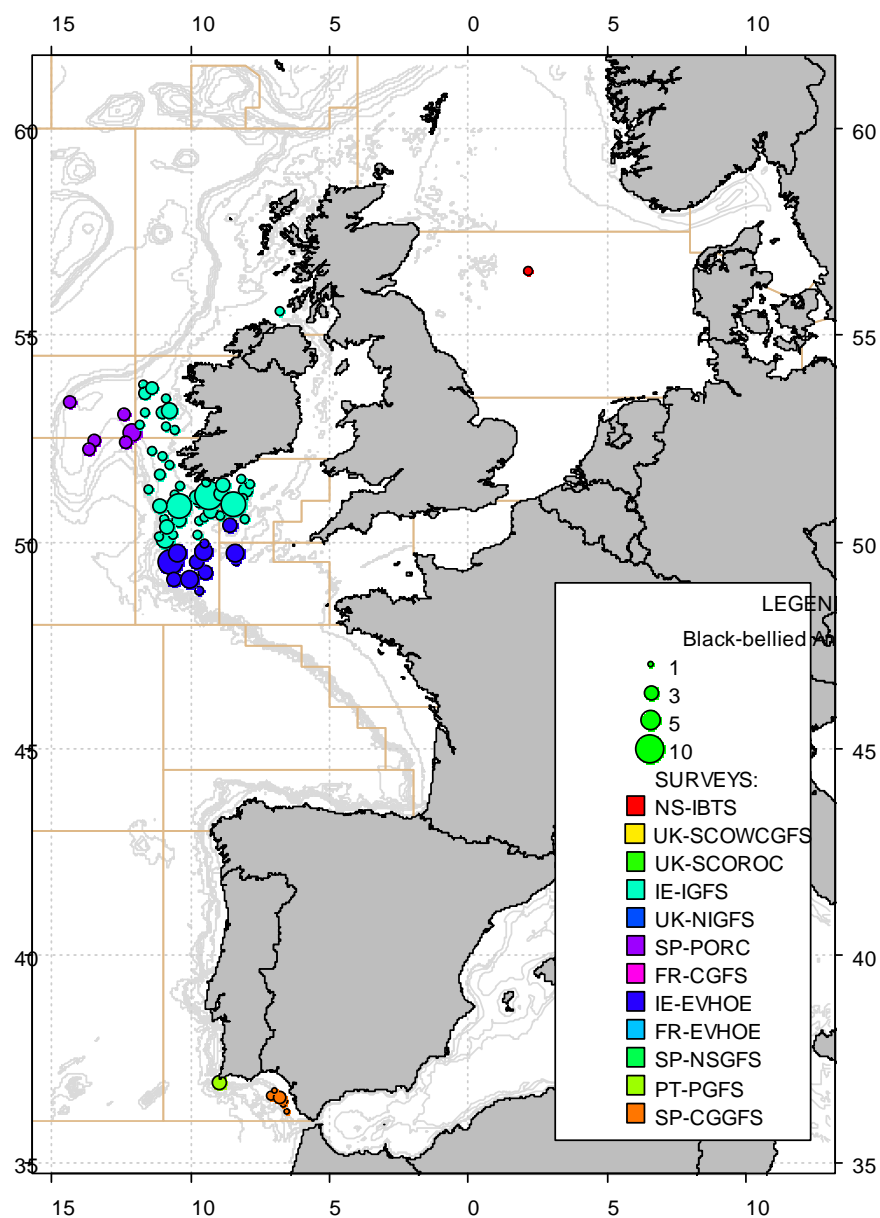 15 10 5 0 5 10
60 60
55 55
50 50
45 45
40 40
35 35
LEGEN
Black-bellied
1
3
5
10
SURVEYS:
NS-IBTS
UK-SCOWCGFS
UK-SCOROC
IE-IGFS
UK-NIGFS
SP-PORC
FR-CGFS
IE-EVHOE
FR-EVHOE
SP-NSGFS
PT-PGFS
SP-CGGFS
15 10 5 0 5 10